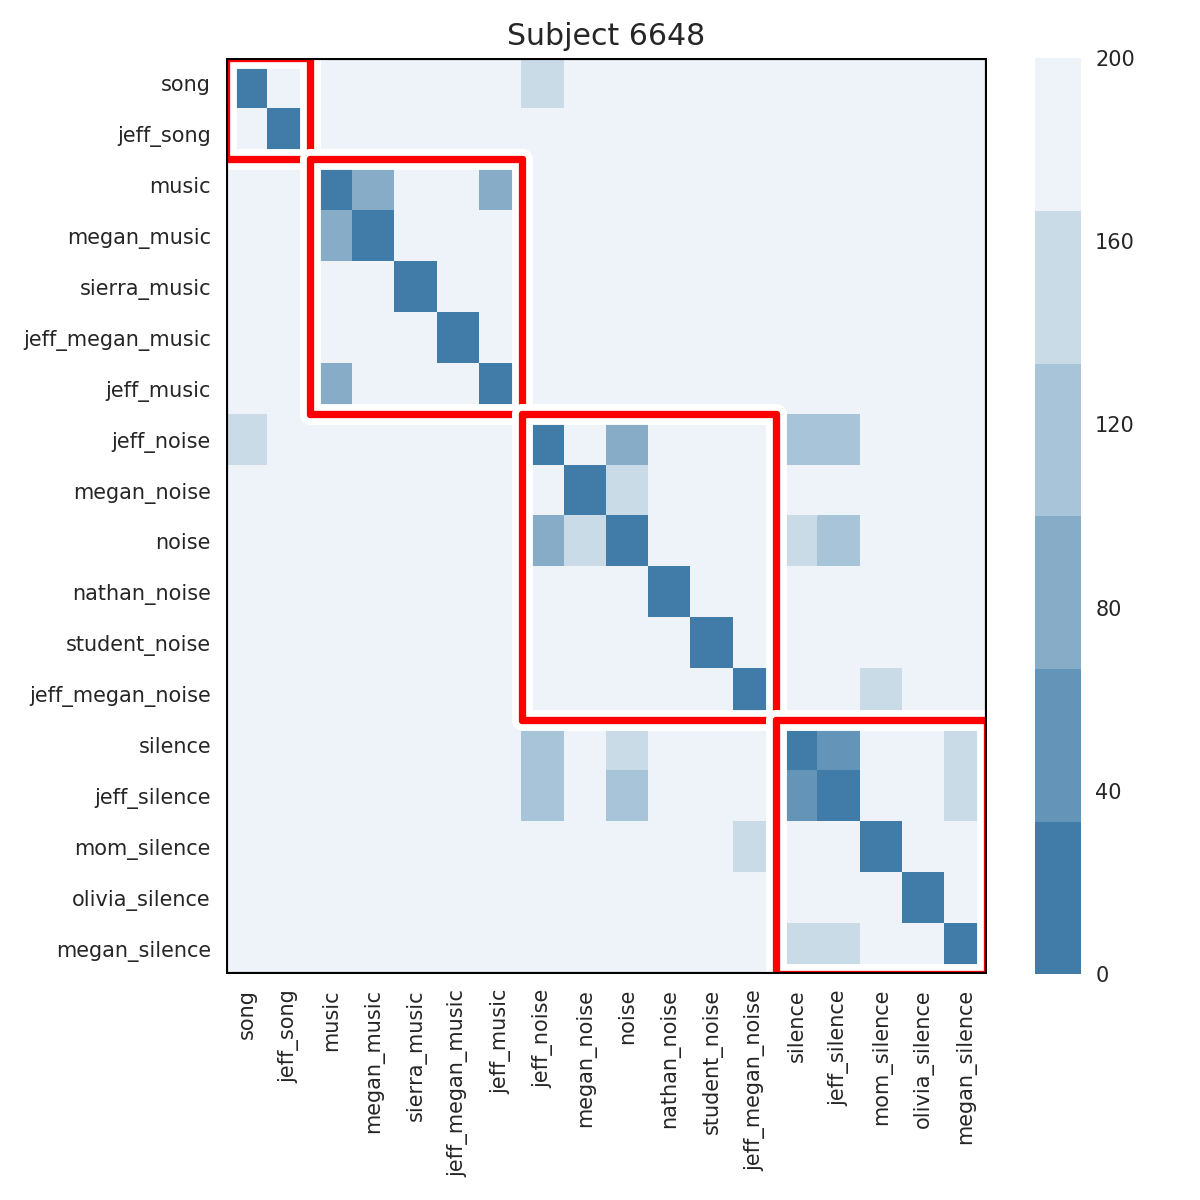 Subject 6648
song
jeff_song
music
megan_music
sierra_music
jeff_megan_music
jeff_music
jeff_noise
megan_noise
noise
nathan_noise
student_noise
jeff_megan_noise
silence
jeff_silence
mom_silence
olivia_silence
megan_silence
song
jeff_song
music
megan_music
sierra_music
jeff_megan_music
jeff_music
jeff_noise
megan_noise
noise
nathan_noise
student_noise
jeff_megan_noise
silence
jeff_silence
mom_silence
olivia_silence
megan_silence
200
160
120
80
40
0